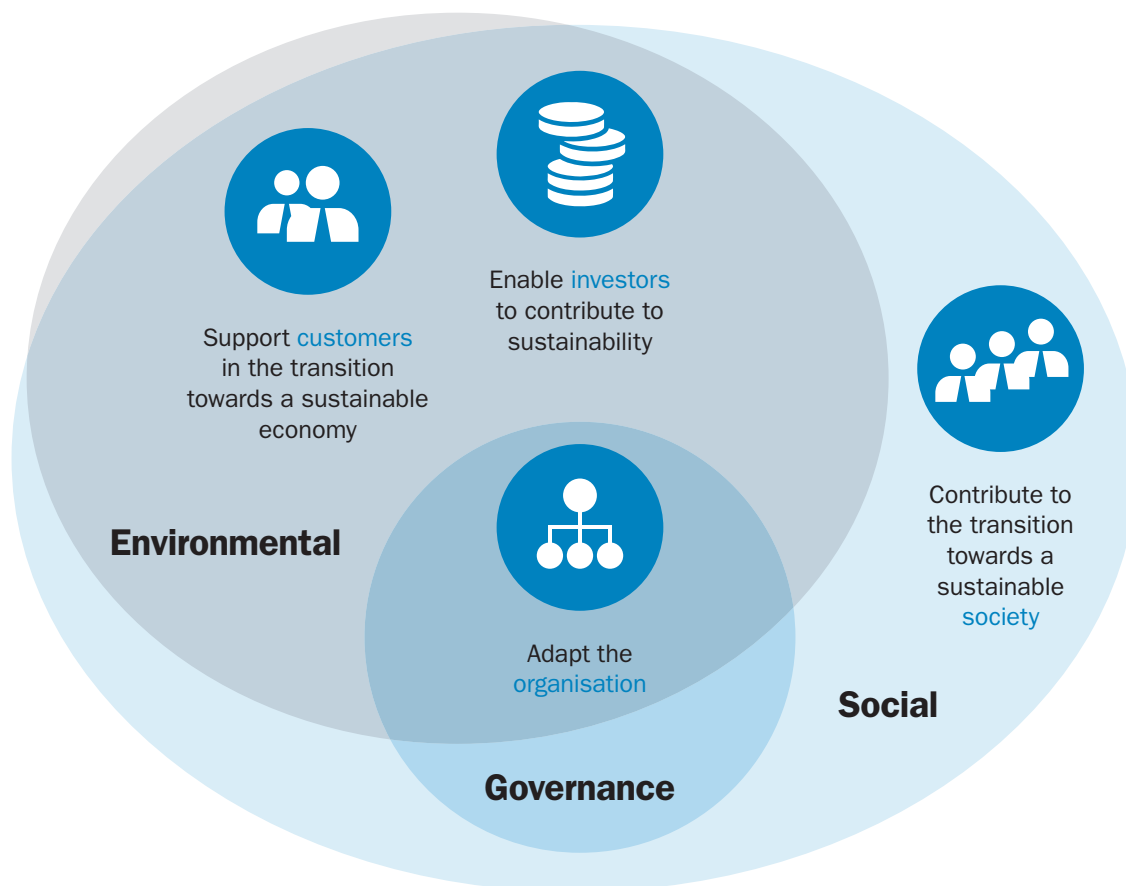 Support customers
in the transition
towards a sustainable
economy
Enable investors
to contribute to
sustainability
Contribute to
the transition
towards a
sustainable
society
Environmental
Adapt the
organisation
Social
Governance